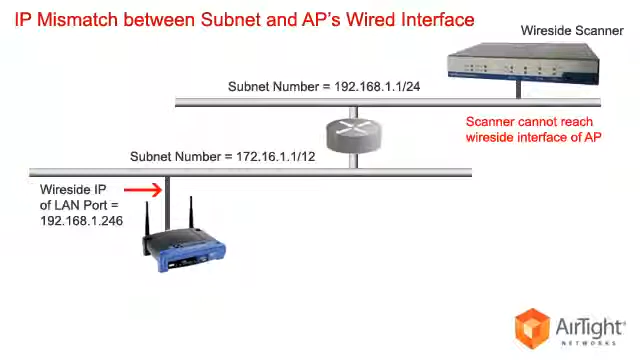 IP Mismatch between Subnet and AP's Wired Interface
Wireside Scanner
Subnet Number = 192.168.1.1/24
Scanner cannot reach
wireside interface of AP
Subnet Number = 172.16.1.1/12
Wireside IP
of LAN Port =
192.168.1.246
AirTight
NETWORKS